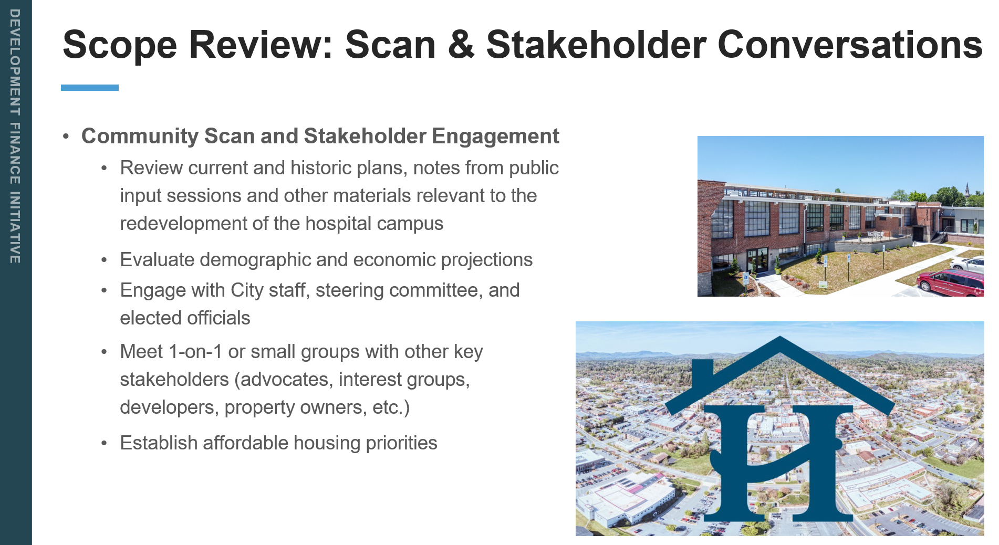 DEVELOPMENT FINANCE INITIATIVE
Scope Review: Scan & Stakeholder Conversations
• Community Scan and Stakeholder Engagement
• Review current and historic plans, notes from public
input sessions and other materials relevant to the
redevelopment of the hospital campus
• Evaluate demographic and economic projections
• Engage with City staff, steering committee, and
elected officials
• Meet 1-on-1 or small groups with other key
stakeholders (advocates, interest groups,
developers, property owners, etc.)
• Establish affordable housing priorities
H